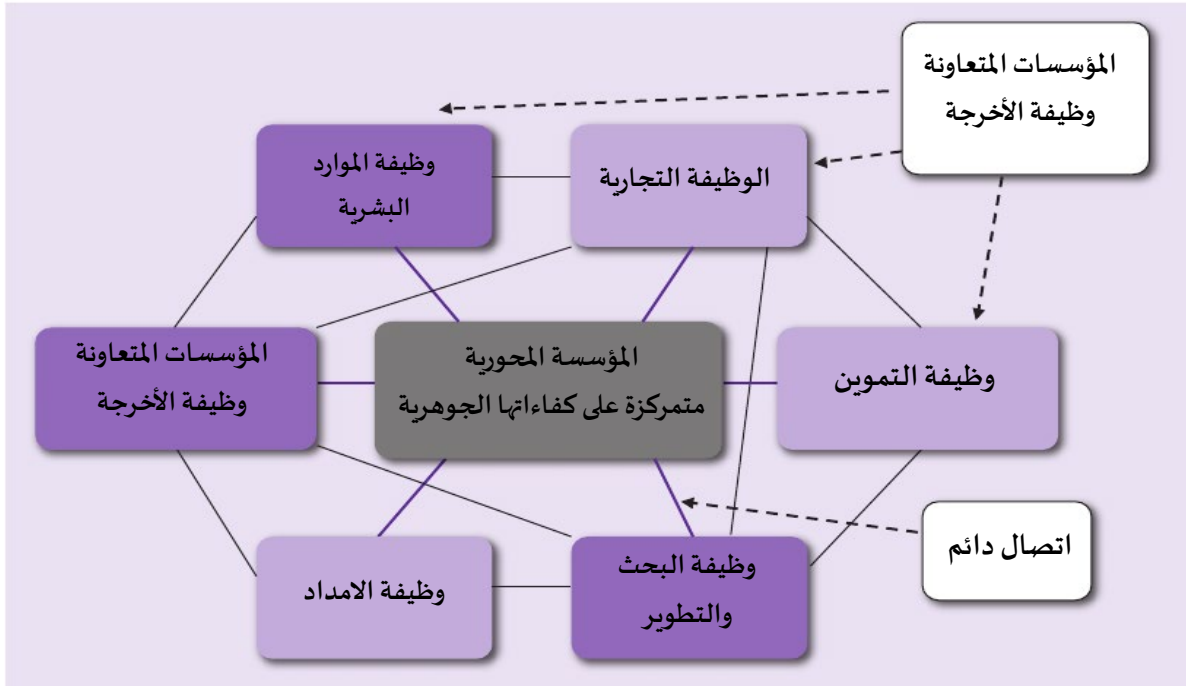 المؤسسات المتعاونة
وظيفة الأخرجة
الوظيفة التجارية
وظيفة الموارد
البشرية
وظيفة التموين
المؤسسة المحورية
متمركزة على كفاءاتها الجوهرية
المؤسسات المتعاونة
وظيفة الأخرجة
اتصال دائم
وظيفة البحث
والتطوير
وظيفة الامداد